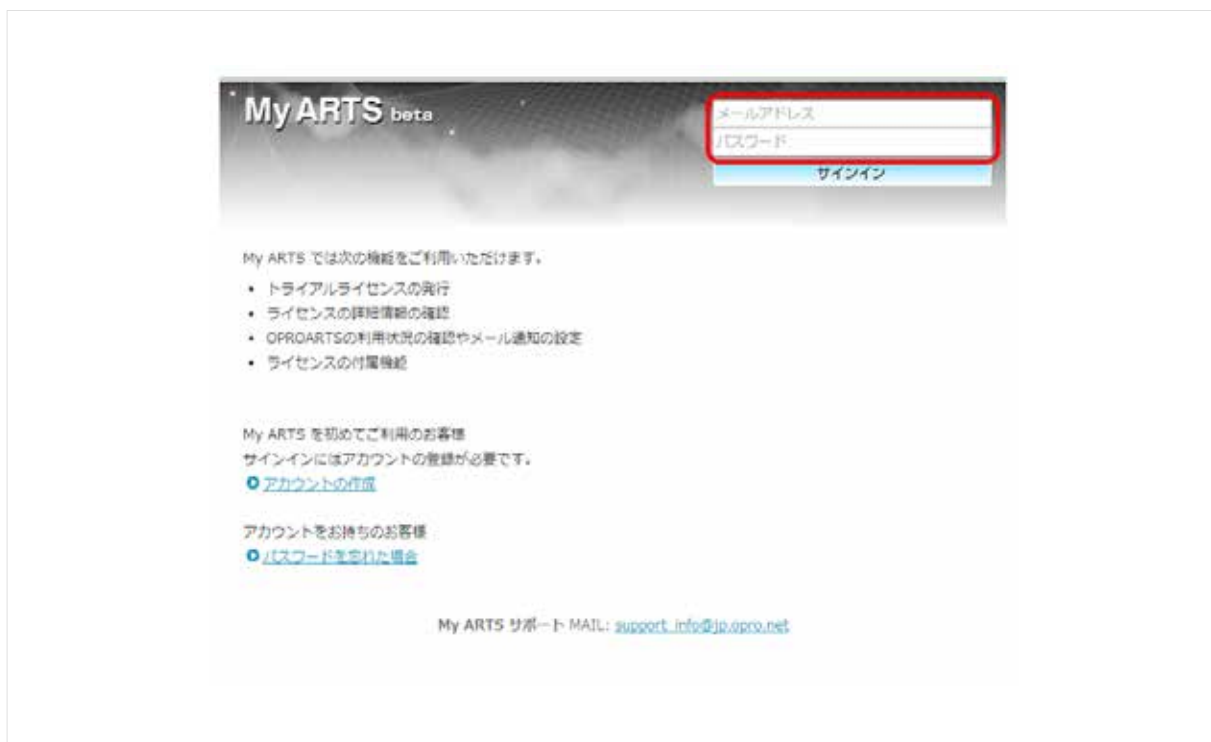 My ARTS beta
メールアドレス
パスワード
サインイン
My ARTS では次の機能をご利用いただけます。
• トライアルライセンスの発行
• ライセンスの詳細情報の確認
• OPROARTSの利用状況の確認やメール通知の設定
• ライセンスの付属機能
My ARTS を初めてご利用のお客様
サインインにはアカウントの登録が必要です。
アカウントの作成
アカウントをお持ちのお客様
パスワードを忘れた場合
My ARTS サポート MAIL: support_info@jp.opro.net